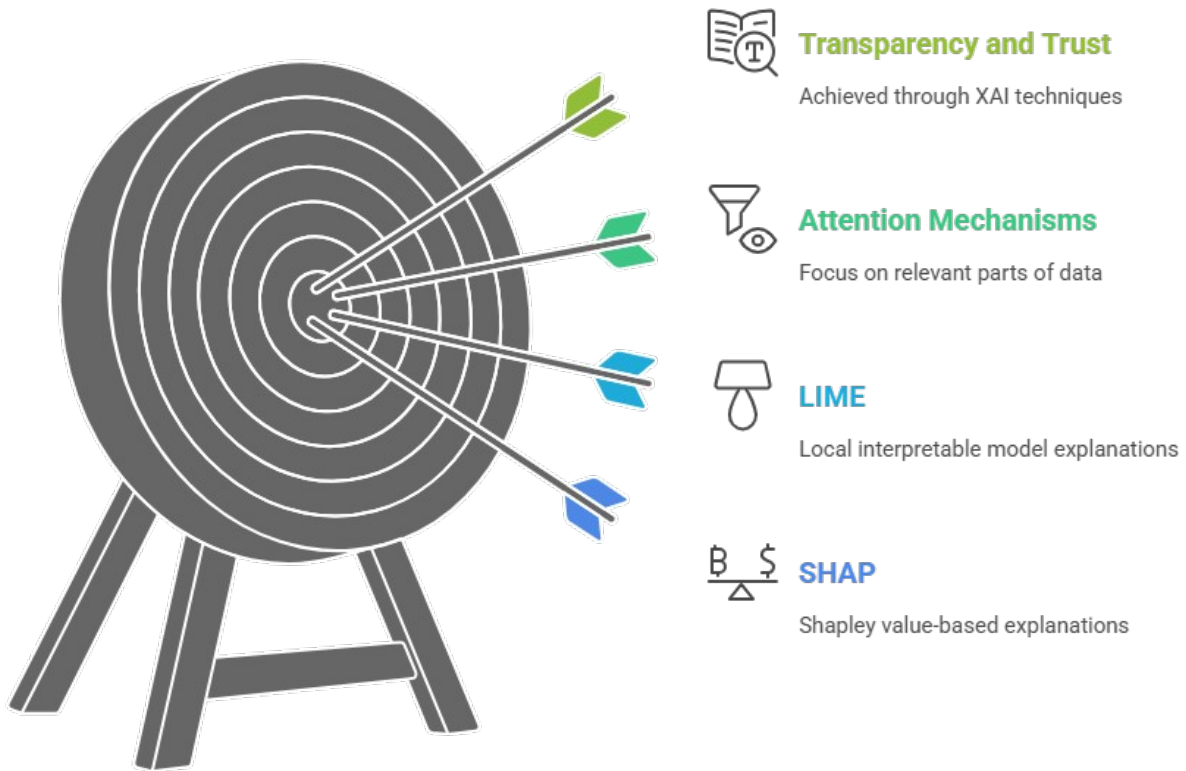 Transparency and Trust
Achieved through XAI techniques
Attention Mechanisms
Focus on relevant parts of data
LIME
Local interpretable model explanations
SHAP
Shapley value-based explanations